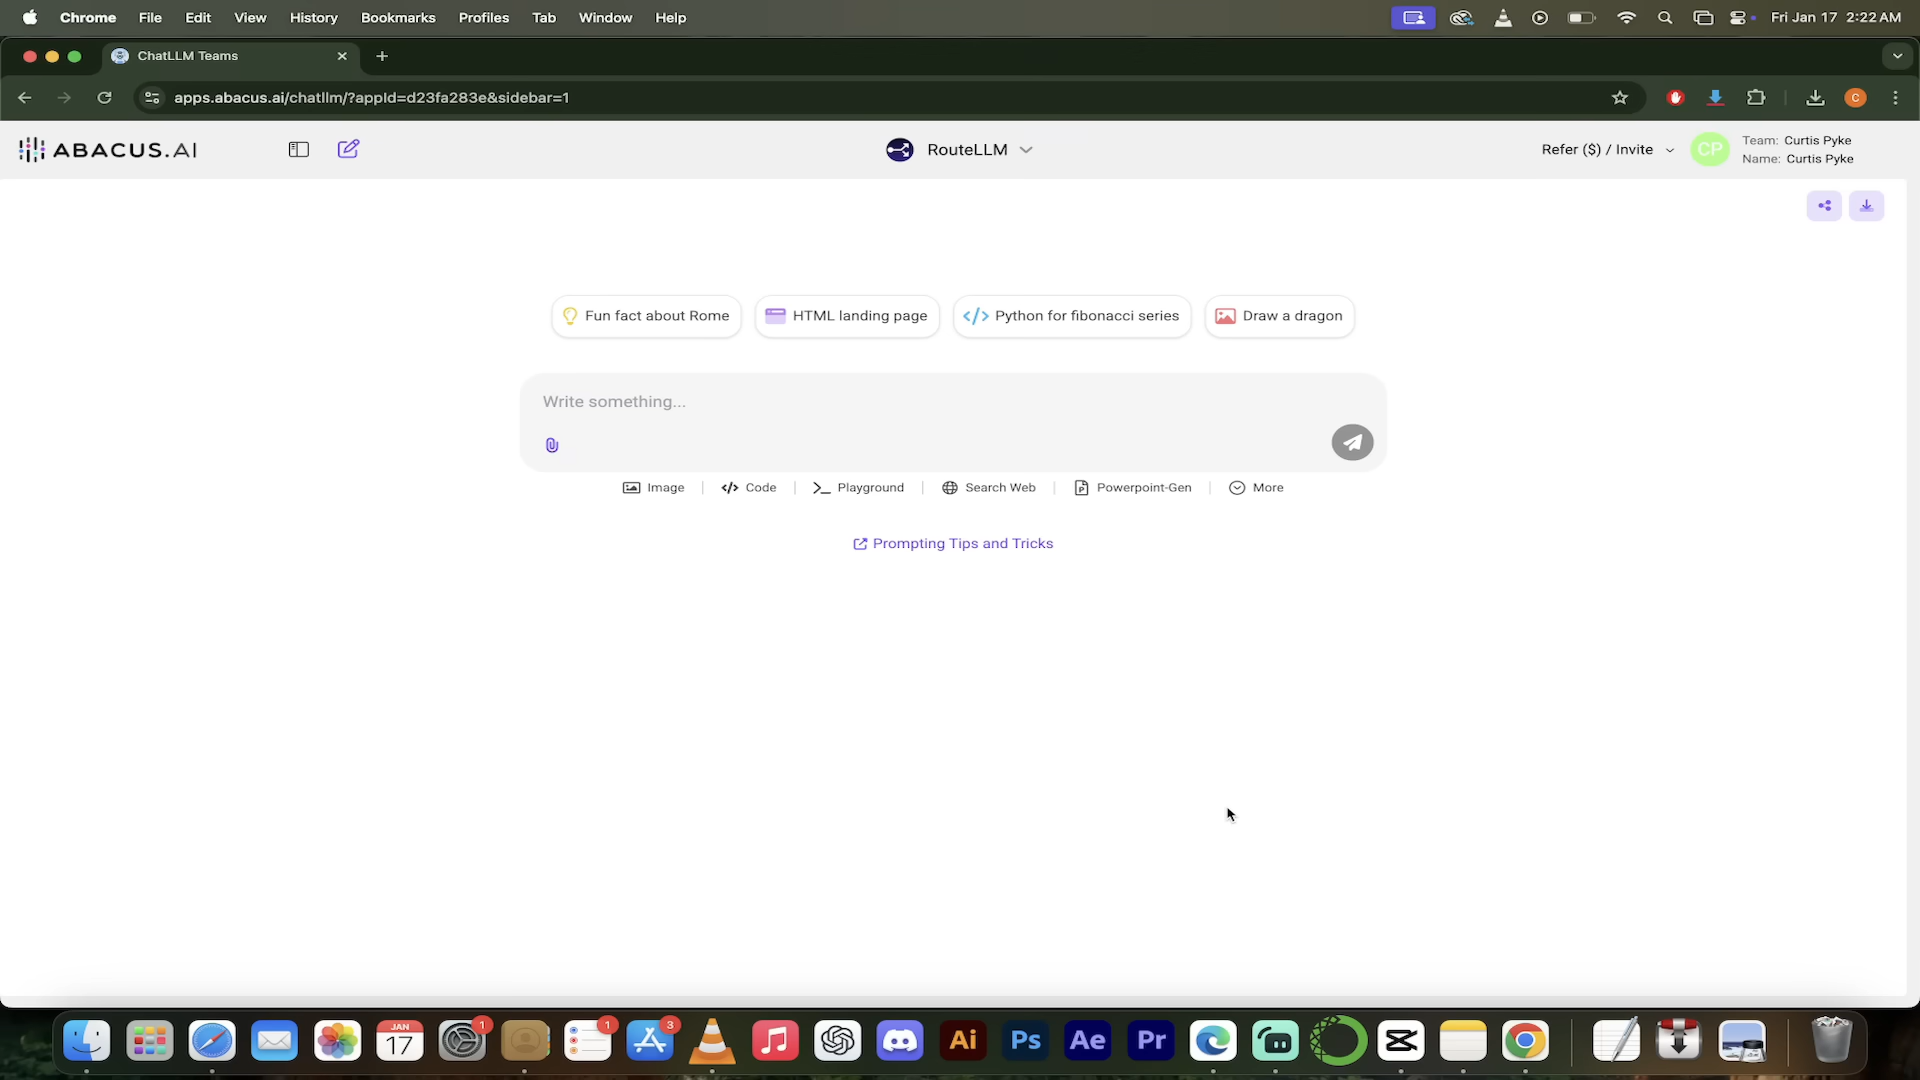 Chrome File Edit View History Bookmarks Profiles Tab Window Help Fri Jan 17 2:22 AM
ChatLLM Teams
apps.abacus.ai/chatllm/?appId=d23fa283e&sidebar=1
C
ABACUS.AI
RouteLLM
Refer ($) / Invite
CP
Team: Curtis Pyke
Name: Curtis Pyke
Fun fact about Rome
HTML landing page
Python for fibonacci series
Draw a dragon
Write something...
Image
Code
Playground
Search Web
Powerpoint-Gen
More
Prompting Tips and Tricks
JAN
17
1
1
3
Ai
Ps
Ae
Pr